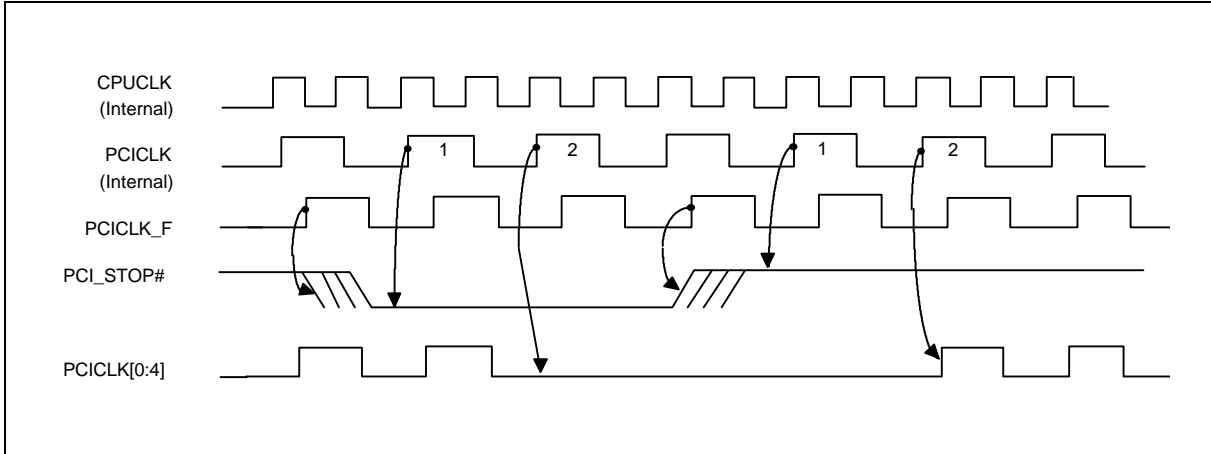 CPUCLK
(Internal)
PCICLK
(Internal)
1
2
1
2
PCICLK_F
PCI_STOP#
PCICLK[0:4]